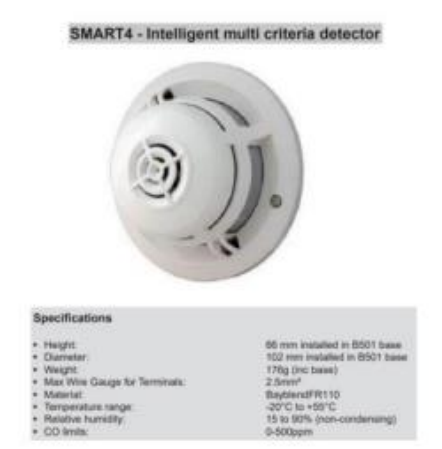 SMART4 - Intelligent multi criteria detector
Specifications
• Height: 66 mm installed in B501 base
• Diameter: 102 mm installed in B501 base
• Weight: 176g (inc base)
• Max Wire Gauge for Terminals: 2.5mm²
• Material: BayblendFR110
• Temperature range: -20°C to +55°C
• Relative humidity: 15 to 90% (non-condensing)
• CO limits: 0-500ppm